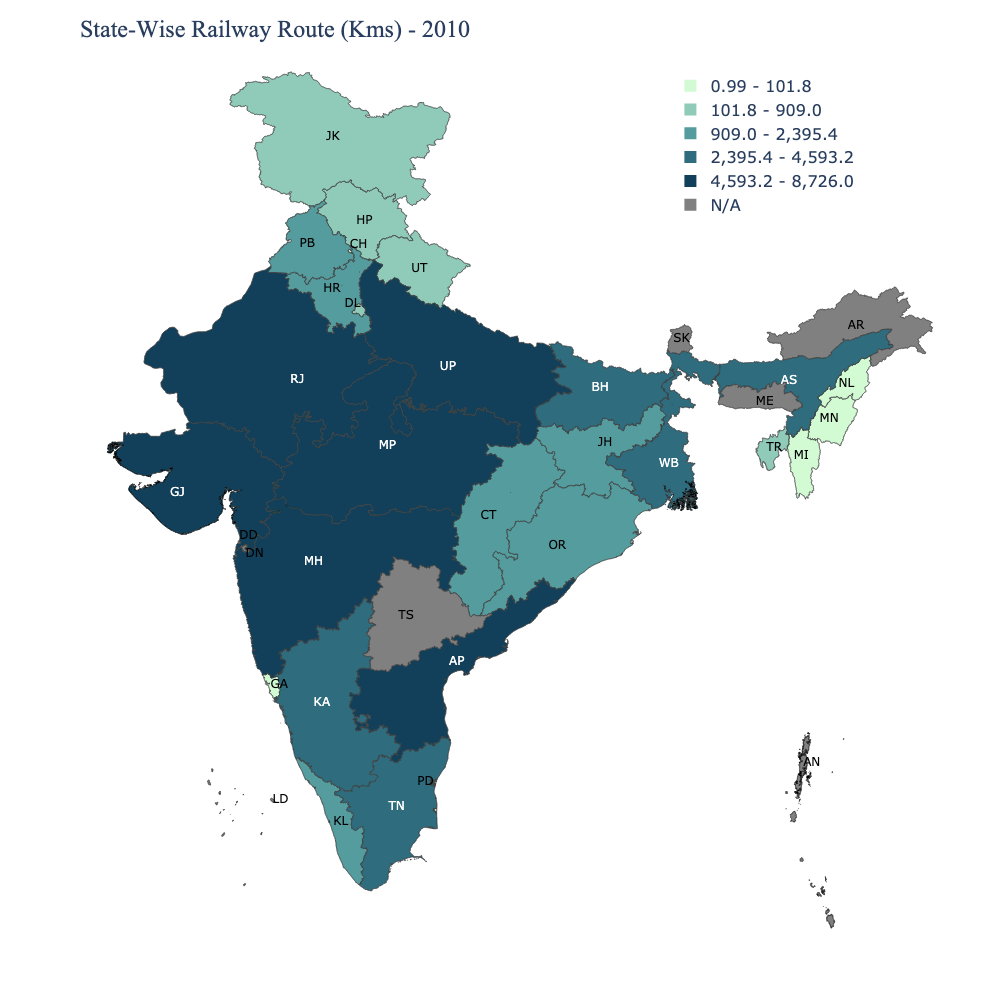 State-Wise Railway Route (Kms) - 2010
0.99 - 101.8
101.8 - 909.0
909.0 - 2,395.4
2,395.4 - 4,593.2
4,593.2 - 8,726.0
N/A
JK
HP
PB
CH
UT
HR
DL
AR
SK
UP
RJ
BH
AS
NL
ME
MN
MP
JH
TR
MI
WB
GJ
CT
DD
OR
DN
MH
TS
AP
GA
KA
AN
PD
LD
TN
KL